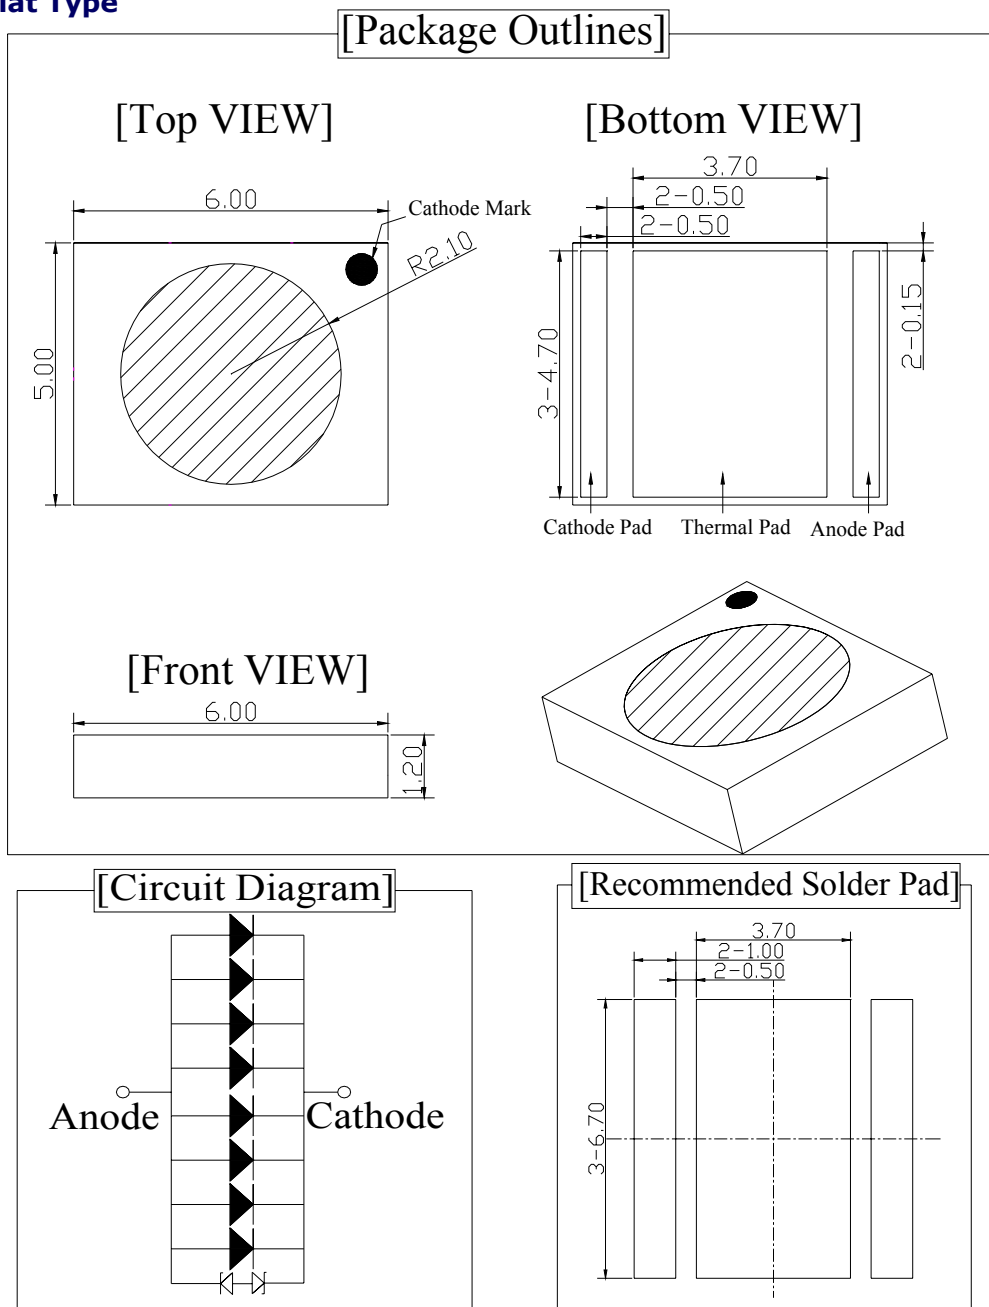 Type
[Package Outlines]
[Top VIEW]
[Bottom VIEW]
6.00
Cathode Mark
R2.10
5.00
3.70
2-0.50
2-0.50
3-4.70
2-0.15
Cathode Pad
Thermal Pad
Anode Pad
[Front VIEW]
6.00
1.20
[Circuit Diagram]
Anode
Cathode
[Recommended Solder Pad]
3.70
2-1.00
2-0.50
3-6.70